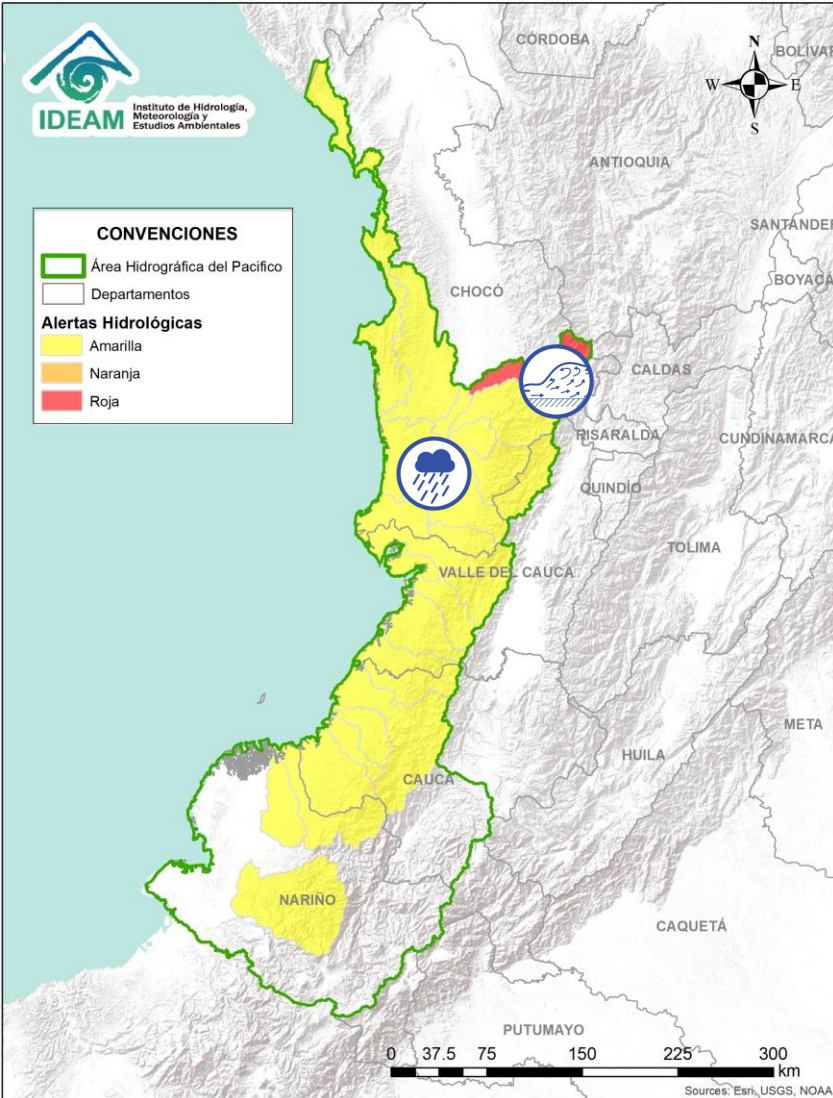 IDEAM
Instituto de Hidrología,
Meteorología y
Estudios Ambientales
N
W
E
S
CÓRDOBA
BOLÍVAR
ANTIOQUIA
SANTANDER
BOYACÁ
CONVENCIONES
Área Hidrográfica del Pacifico
Departamentos
Alertas Hidrológicas
Amarilla
Naranja
Roja
CHOCÓ
CALDAS
RISARALDA
CUNDINAMARCA
QUINDÍO
TOLIMA
VALLE DEL CAUCA
META
HUILA
CAUCA
NARIÑO
CAQUETÁ
PUTUMAYO
0 37.5 75 150 225 300
km
Sources: Esri, USGS, NOAA